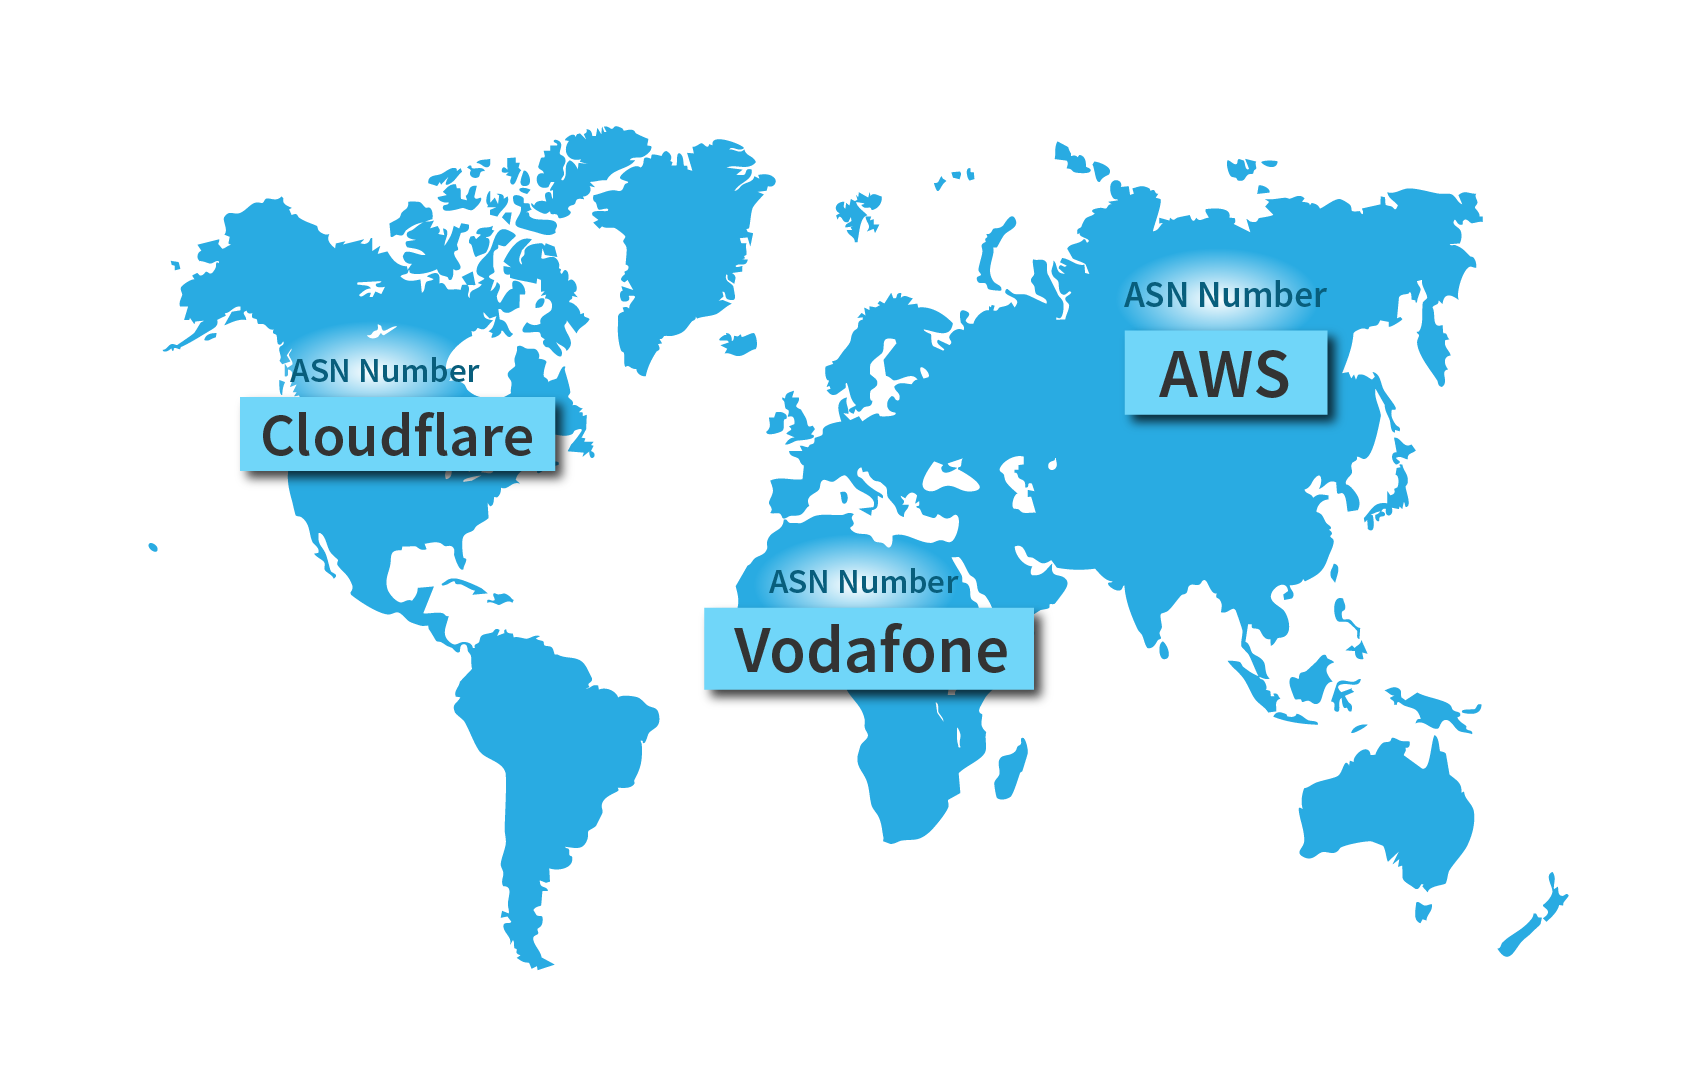 ASN Number
AWS
ASN Number
Cloudflare
ASN Number
Vodafone